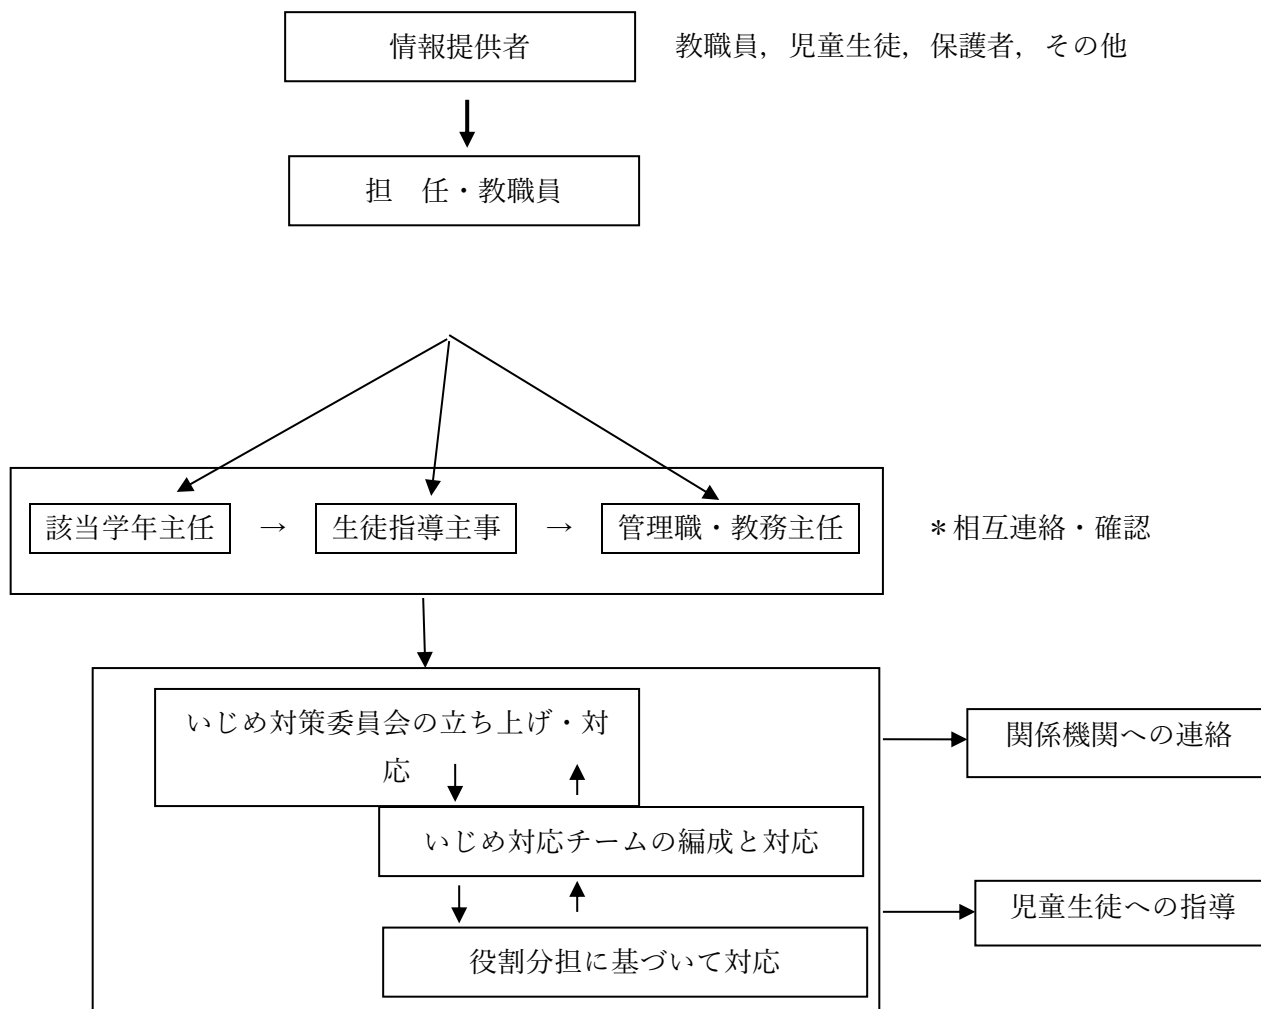 情報提供者
教職員，児童生徒，保護者，その他
担　任・教職員
該当学年主任 → 生徒指導主事 → 管理職・教務主任
＊相互連絡・確認
いじめ対策委員会の立ち上げ・対
応
関係機関への連絡
いじめ対応チームの編成と対応
児童生徒への指導
役割分担に基づいて対応